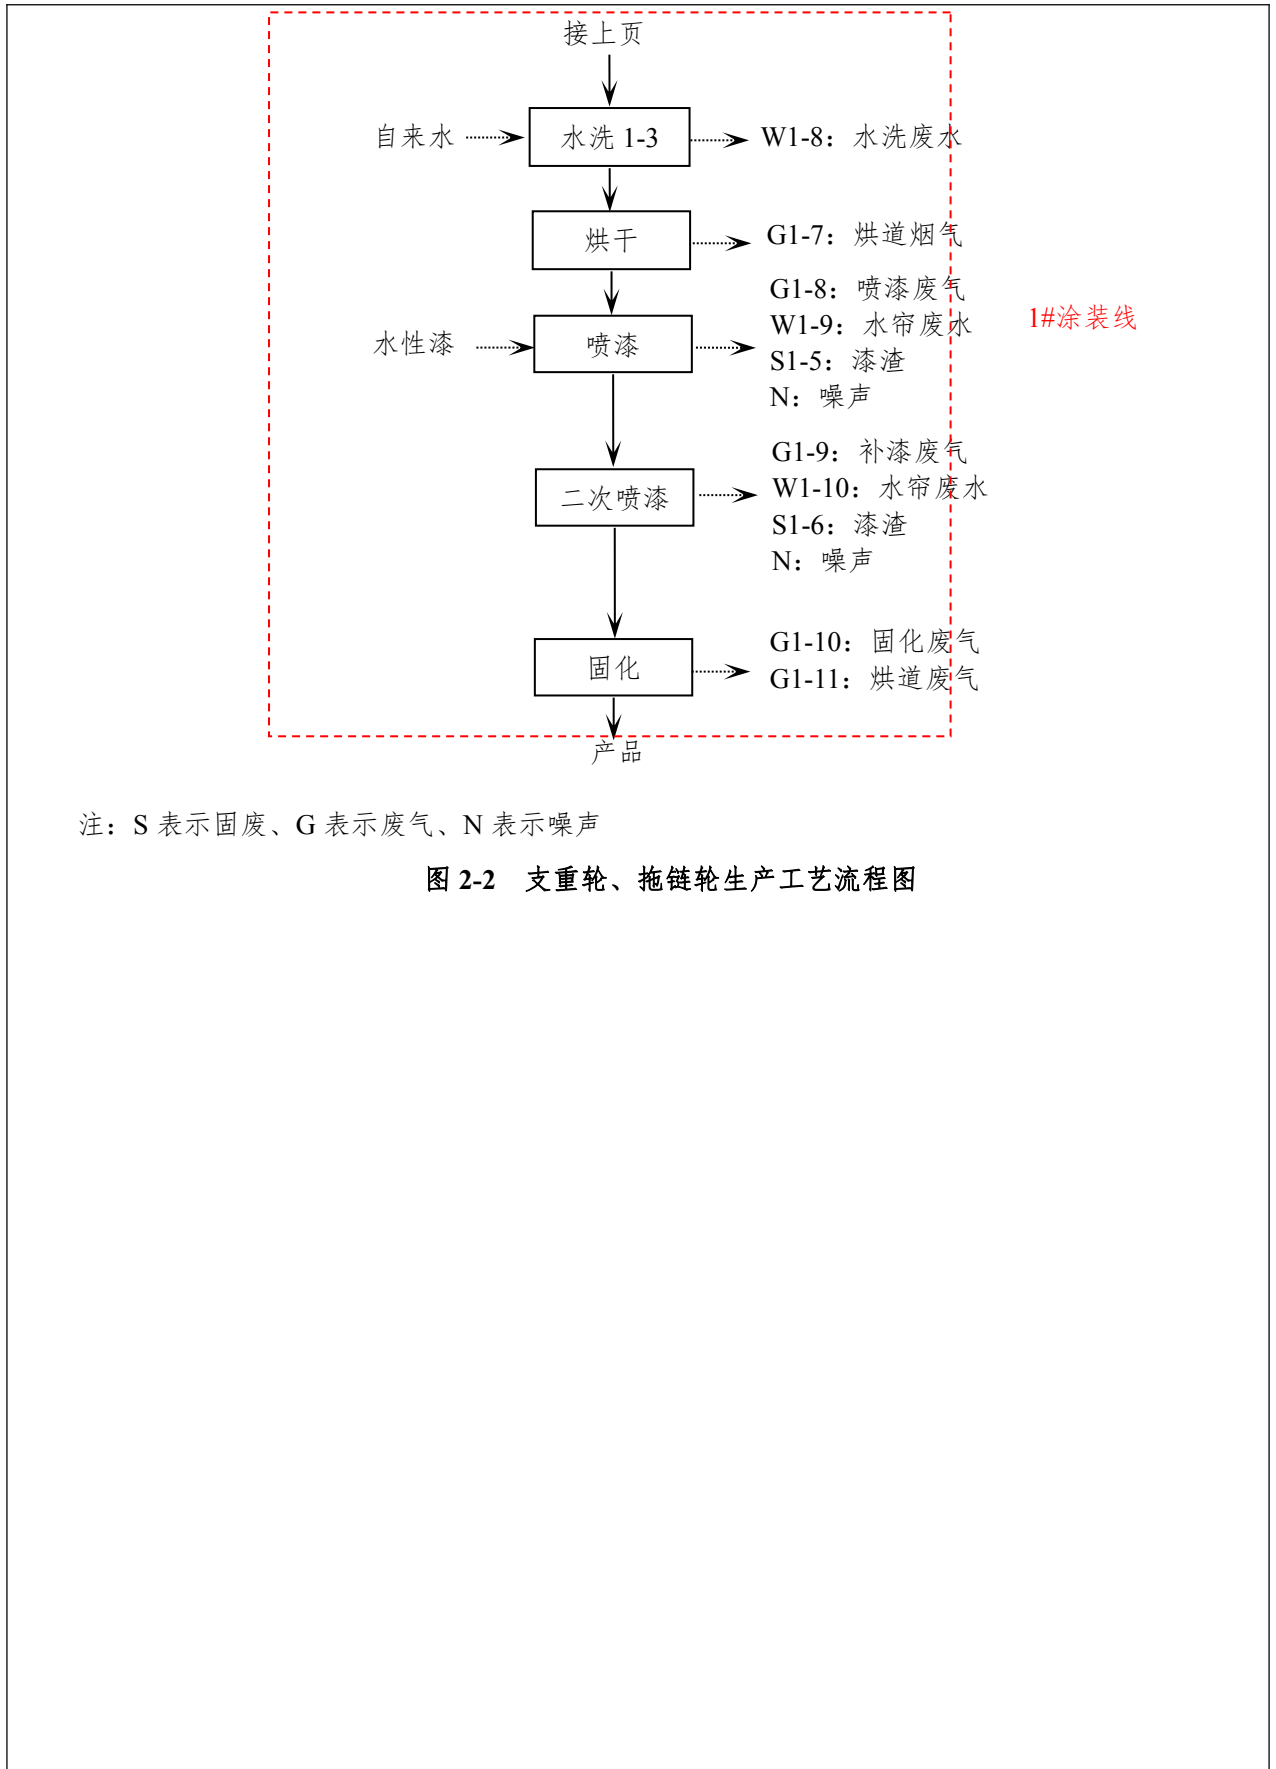 接上页
自来水
水洗 1-3
W1-8：水洗废水
烘干
G1-7：烘道烟气
水性漆
喷漆
G1-8：喷漆废气
W1-9：水帘废水
S1-5：漆渣
N：噪声
1#涂装线
二次喷漆
G1-9：补漆废气
W1-10：水帘废水
S1-6：漆渣
N：噪声
固化
G1-10：固化废气
G1-11：烘道废气
产品
注：S 表示固废、G 表示废气、N 表示噪声
图 2-2 支重轮、拖链轮生产工艺流程图